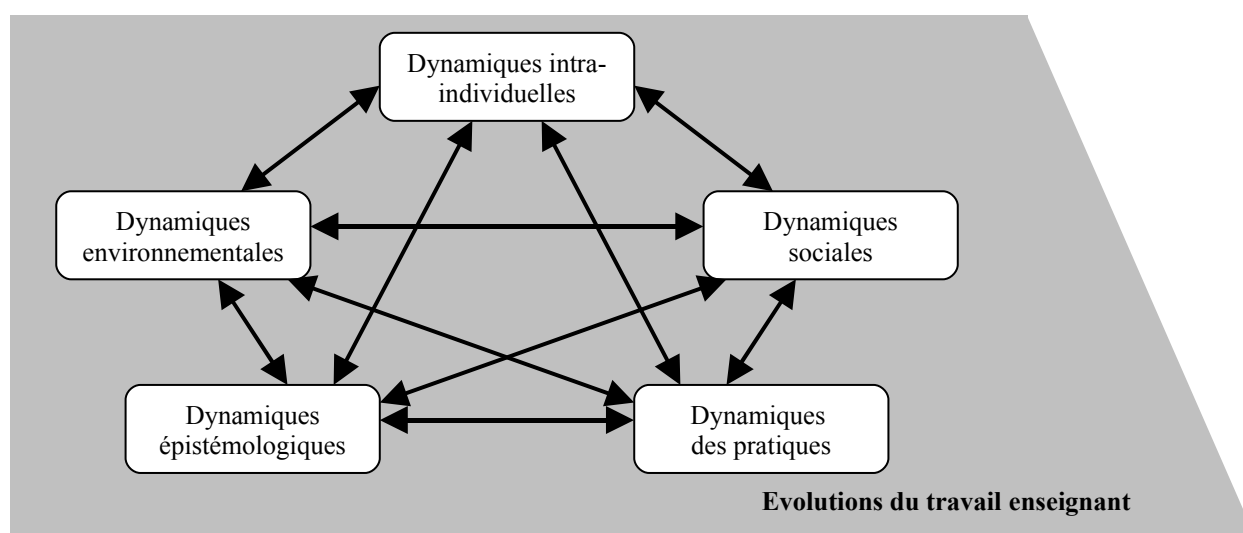 Dynamiques intra-
individuelles
Dynamiques
environnementales
Dynamiques
sociales
Dynamiques
épistémologiques
Dynamiques
des pratiques
Evolutions du travail enseignant